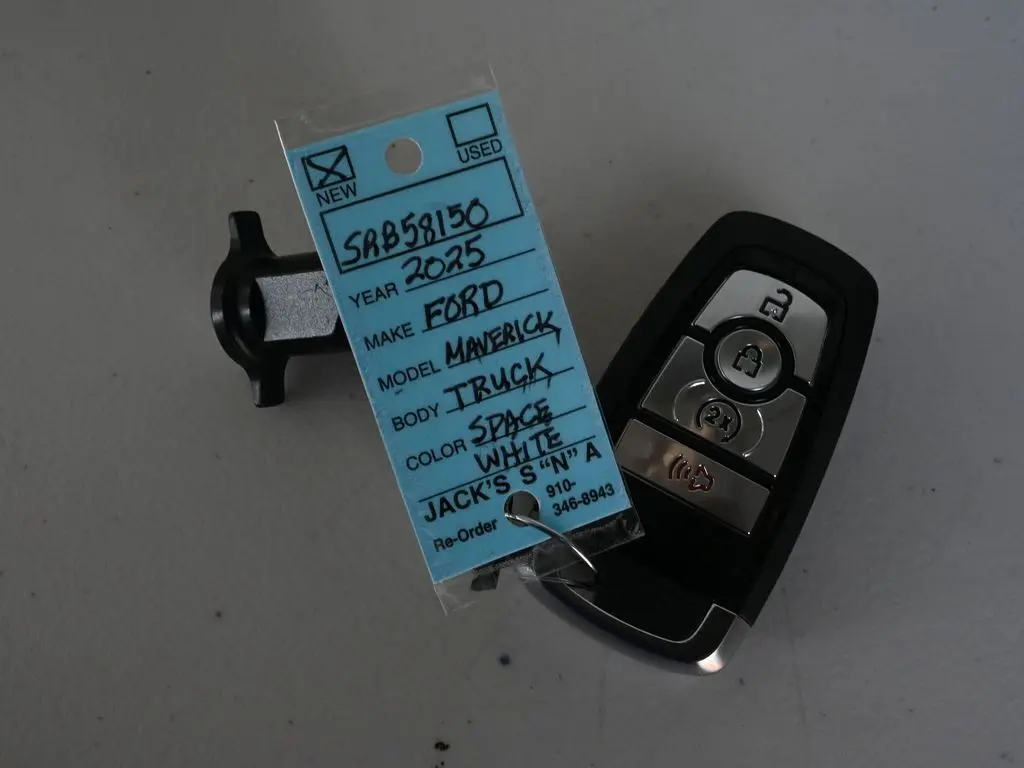 NEW
USED
SRB58150
YEAR 2025
MAKE FORD
MODEL MAVERICK
BODY TRUCK
COLOR SPACE
WHITE
JACK'S S “N” A
Re-Order 910-
346-8943
2X